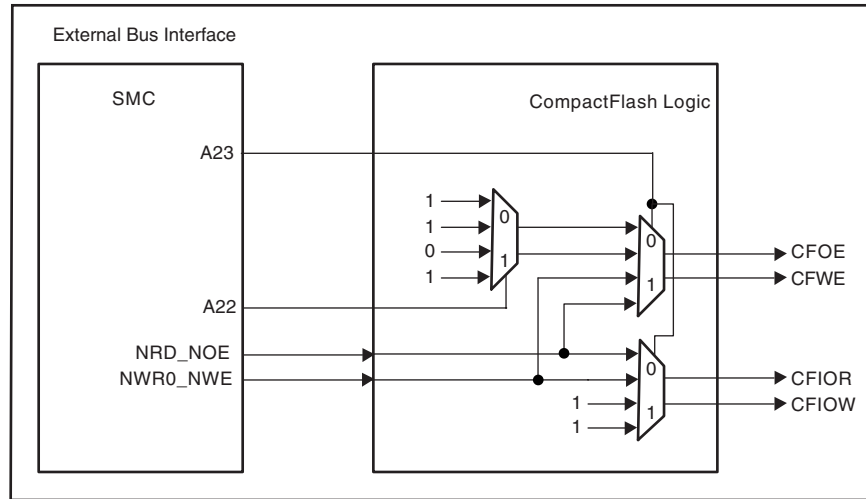 External Bus Interface
SMC
CompactFlash Logic
A23
1
1
0
1
0
1
0
1
CFOE
CFWE
A22
NRD_NOE
NWR0_NWE
0
1
1
1
CFIOR
CFIOW